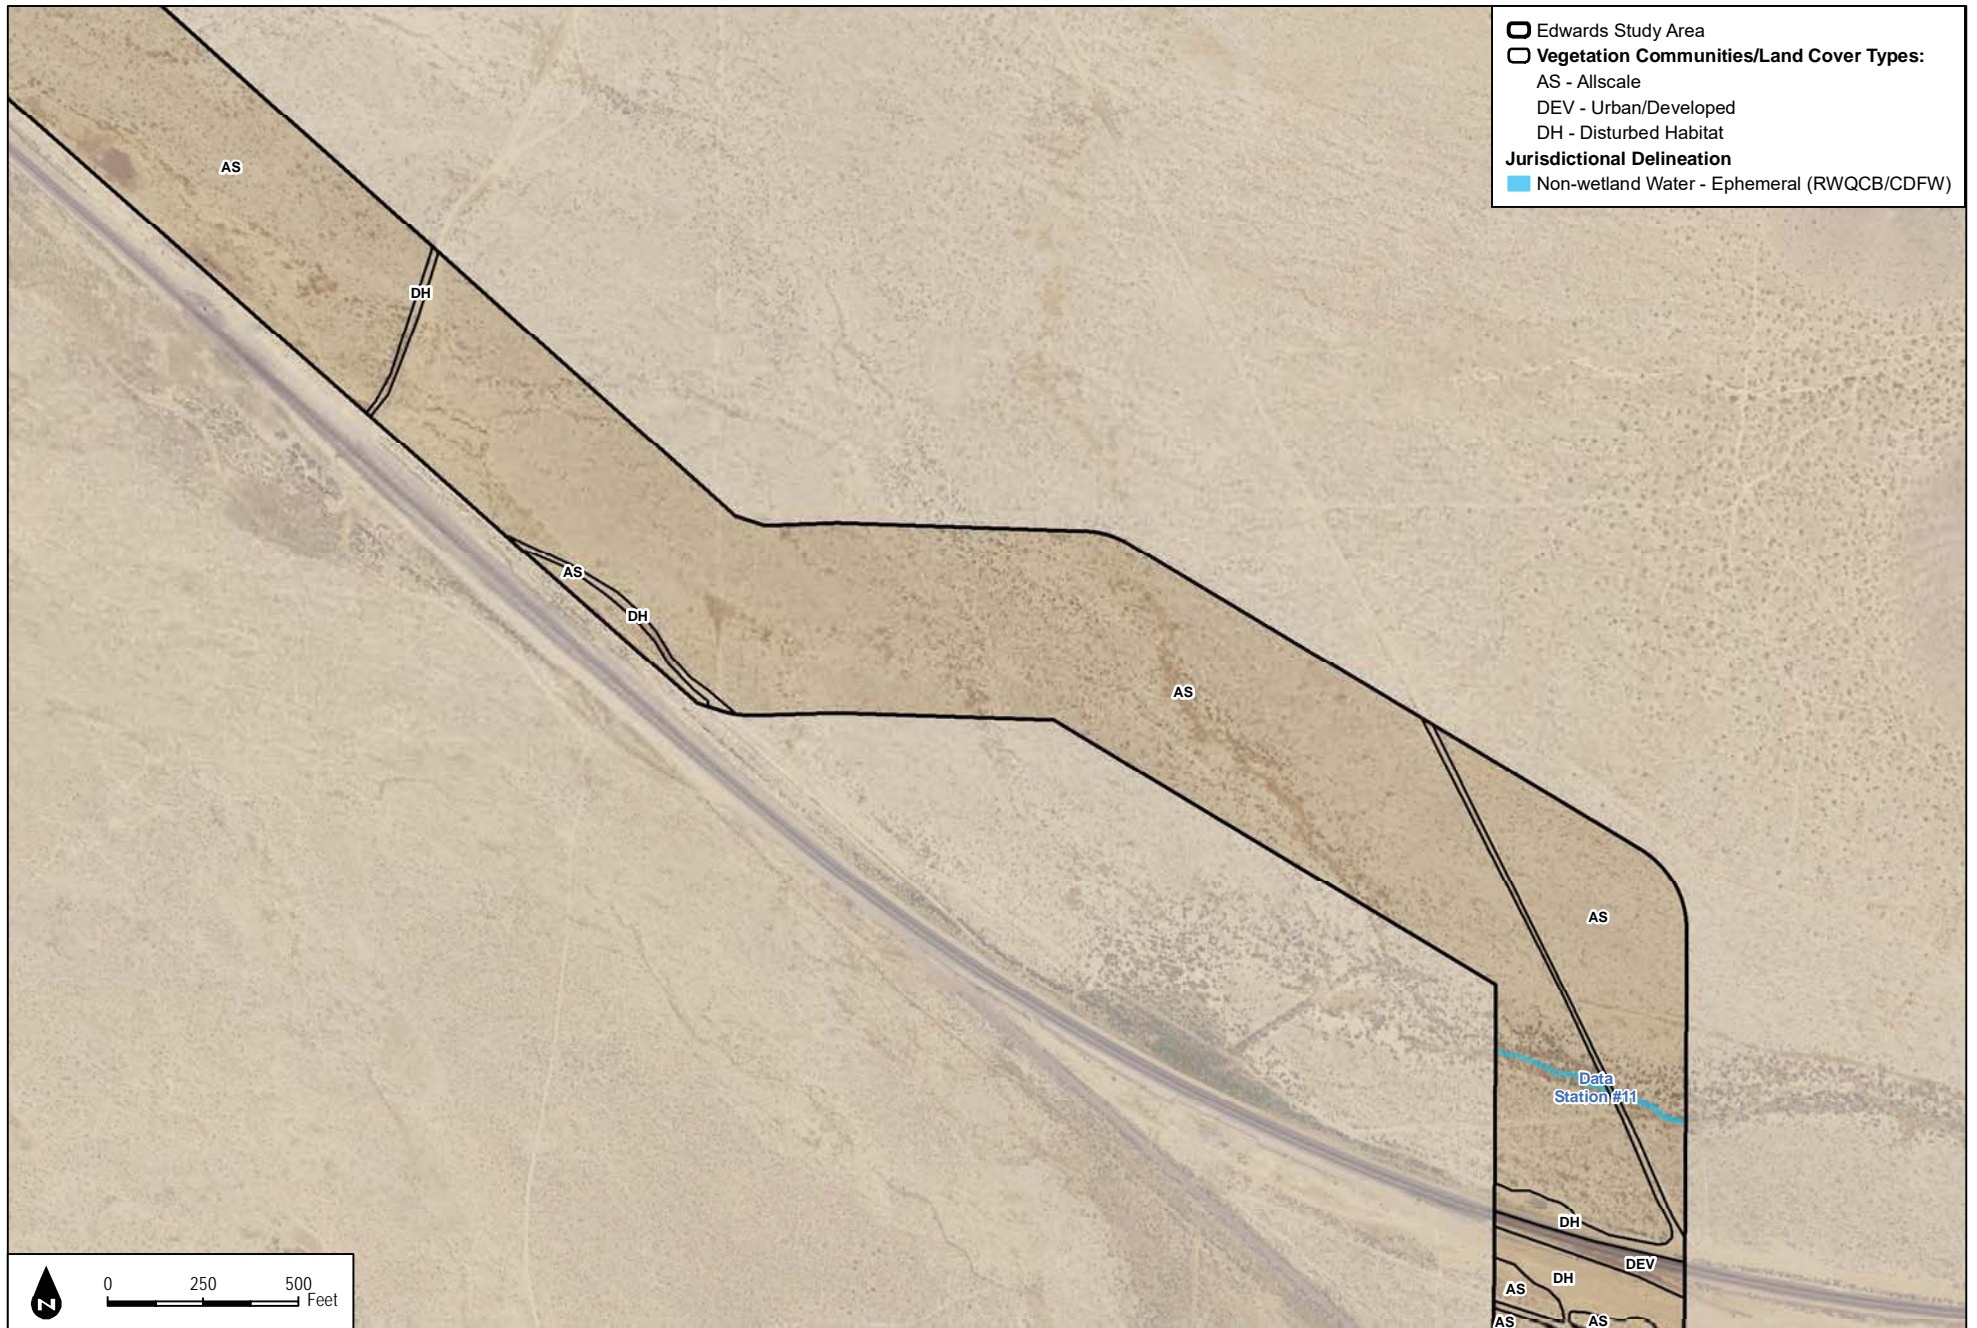 Edwards Study Area
Vegetation Communities/Land Cover Types:
AS - Allscale
DEV - Urban/Developed
DH - Disturbed Habitat
Jurisdictional Delineation
Non-wetland Water - Ephemeral (RWQCB/CDFW)
AS
DH
AS
DH
AS
AS
Data
Station #11
DH
DEV
DH
AS
AS
AS
N
0 250 500
Feet